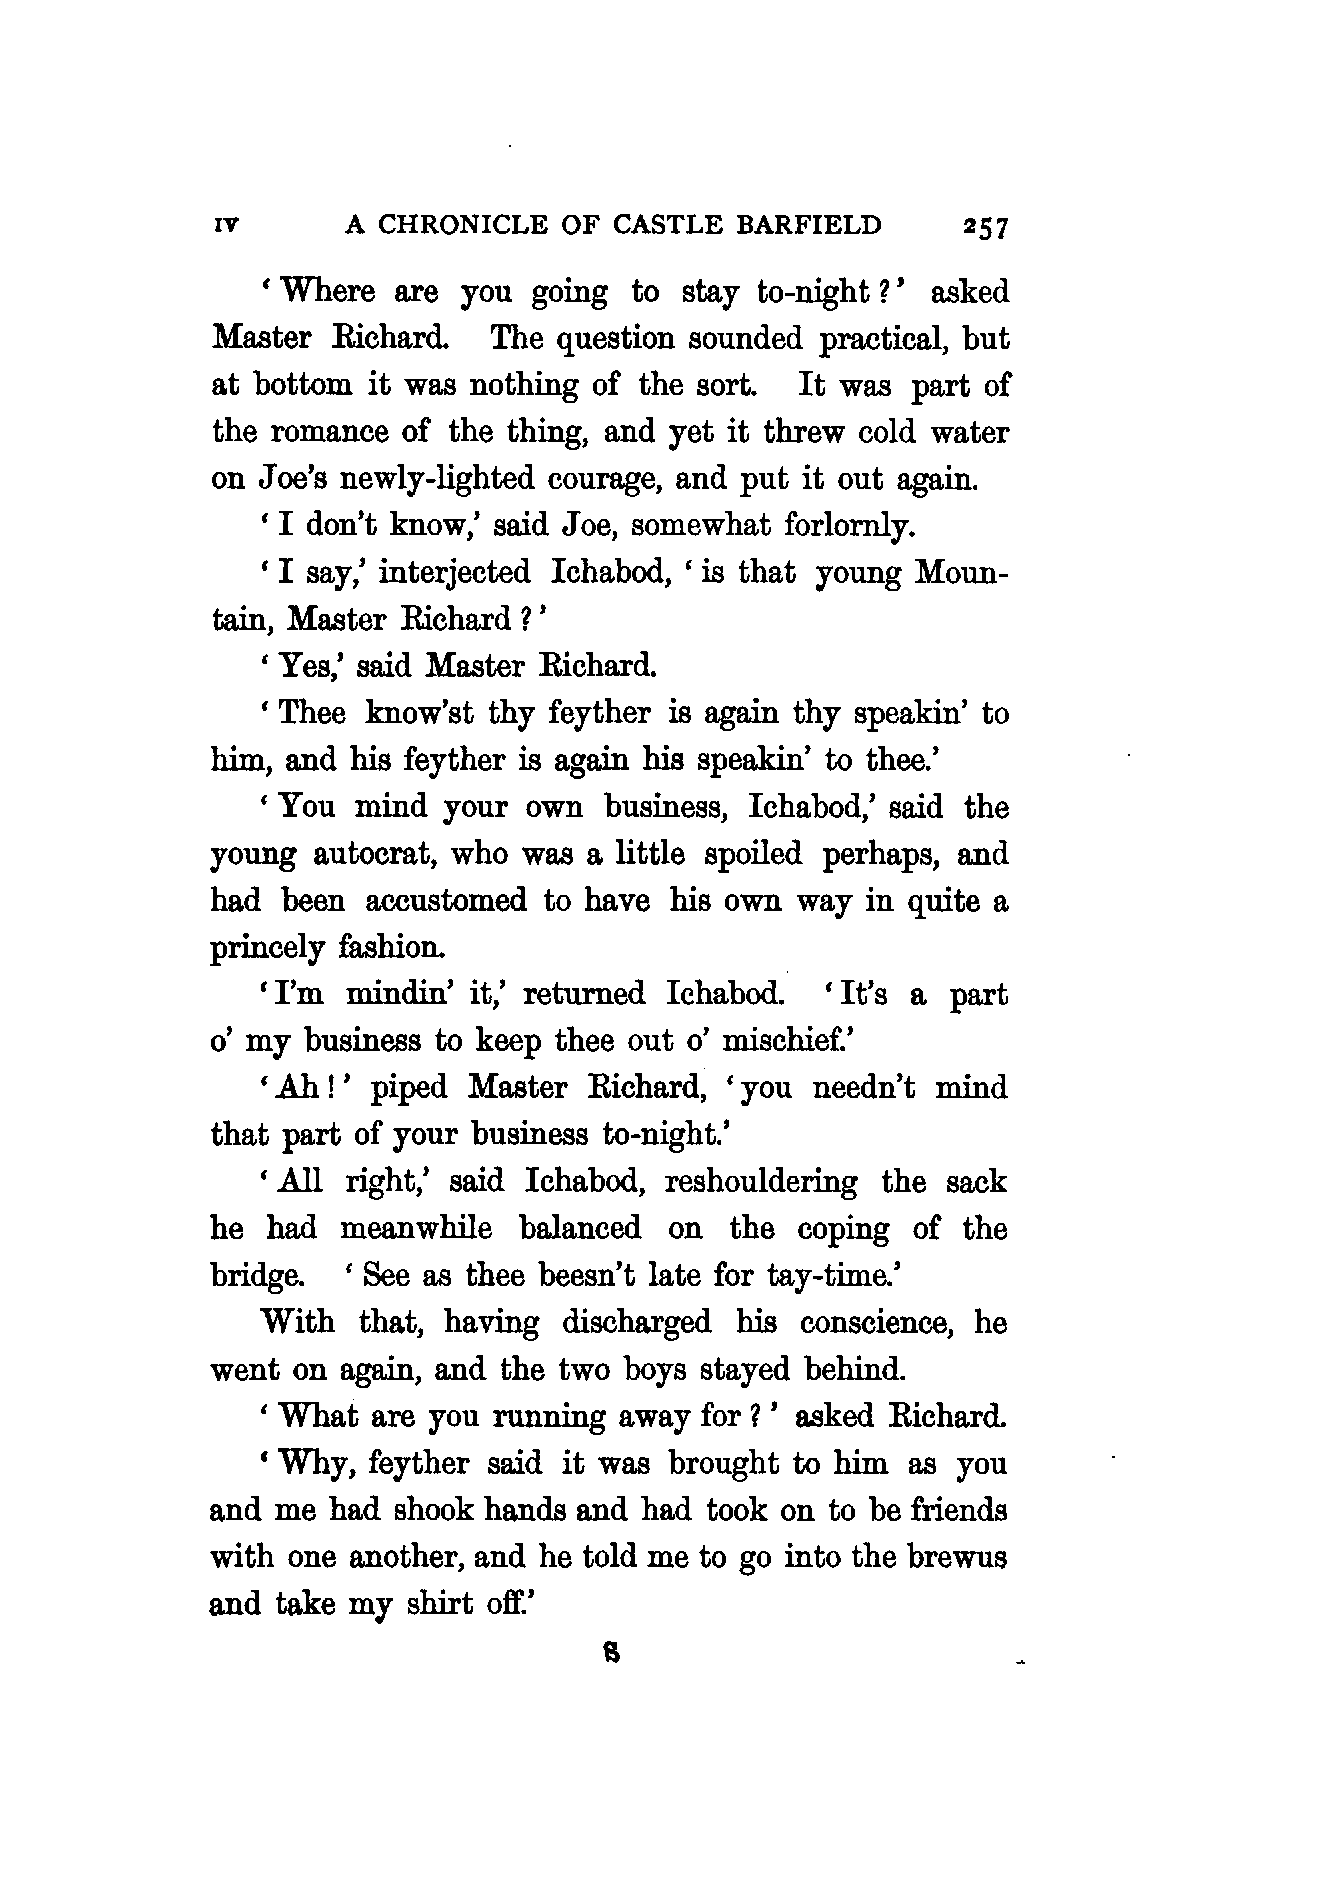 IV A CHRONICLE OF CASTLE BARFIELD 257
‘Where are you going to stay to-night?’ asked
Master Richard. The question sounded practical, but
at bottom it was nothing of the sort. It was part of
the romance of the thing, and yet it threw cold water
on Joe’s newly-lighted courage, and put it out again.
‘I don’t know,’ said Joe, somewhat forlornly.
‘I say,’ interjected Ichabod, ‘is that young Moun-
tain, Master Richard?’
‘Yes,’ said Master Richard.
‘Thee know’st thy feyther is again thy speakin’ to
him, and his feyther is again his speakin’ to thee.’
‘You mind your own business, Ichabod,’ said the
young autocrat, who was a little spoiled perhaps, and
had been accustomed to have his own way in quite a
princely fashion.
‘I’m mindin’ it,’ returned Ichabod. ‘It’s a part
o’ my business to keep thee out o’ mischief.’
‘Ah!’ piped Master Richard, ‘you needn’t mind
that part of your business to-night.’
‘All right,’ said Ichabod, reshouldering the sack
he had meanwhile balanced on the coping of the
bridge. ‘See as thee beesn’t late for tay-time.’
With that, having discharged his conscience, he
went on again, and the two boys stayed behind.
‘What are you running away for?’ asked Richard.
‘Why, feyther said it was brought to him as you
and me had shook hands and had took on to be friends
with one another, and he told me to go into the brewus
and take my shirt off.’
S